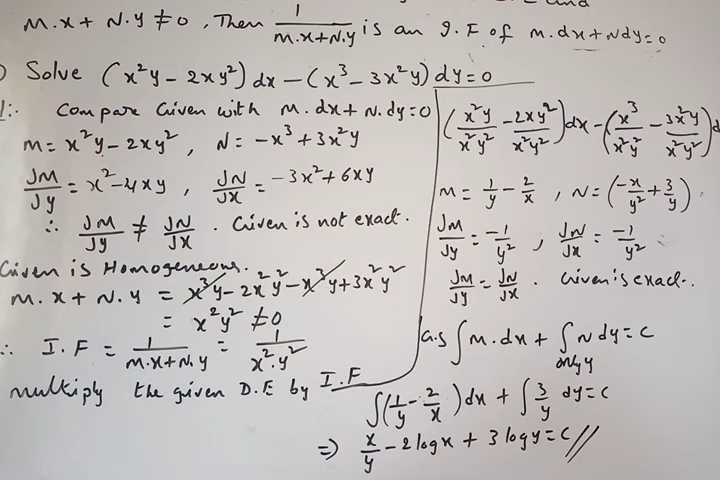 M.x + N.y ≠ 0, Then 1/(M.x+N.y) is an I.F of M.dx+Ndy=0
Solve (x²y − 2xy²) dx − (x³ − 3x²y) dy = 0
Compare Given with M.dx + N.dy = 0
M = x²y − 2xy² , N = −x³ + 3x²y
∂M/∂y = x² − 4xy , ∂N/∂x = −3x² + 6xy
∴ ∂M/∂y ≠ ∂N/∂x . Given is not exact.
Given is Homogeneous.
M.x + N.y = x³y − 2x²y² − x³y + 3x²y²
= x²y² ≠ 0
∴ I.F = 1/(M.x+N.y) = 1/(x².y²)
multiply the given D.E by I.F
(x²y/x²y² − 2xy²/x²y²) dx − (x³/x²y² − 3x²y/x²y²) d
M = 1/y − 2/x , N = (−x/y² + 3/y)
∂M/∂y = −1/y² , ∂N/∂x = −1/y²
∂M/∂y = ∂N/∂x . Given is exact.
G.S ∫ M.dx + ∫ N dy = C
only y
∫(1/y − 2/x) dx + ∫ 3/y dy = C
⇒ x/y − 2 log x + 3 log y = C //